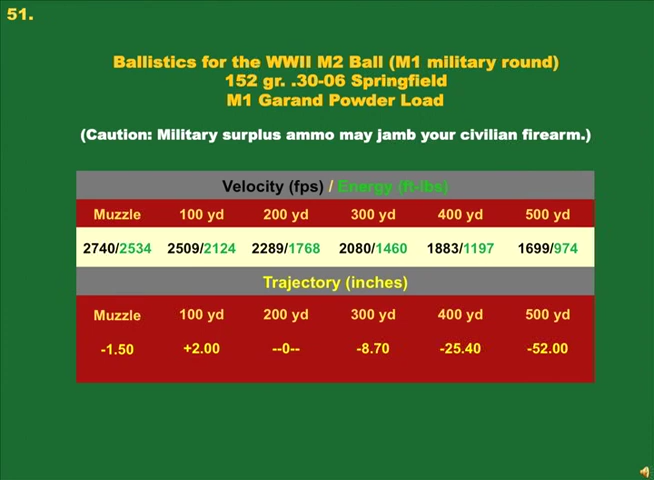 51.
Ballistics for the WWII M2 Ball (M1 military round)
152 gr. .30-06 Springfield
M1 Garand Powder Load
(Caution: Military surplus ammo may jamb your civilian firearm.)
Velocity (fps) / Energy (ft-lbs)
Muzzle 100 yd 200 yd 300 yd 400 yd 500 yd
2740/2534 2509/2124 2289/1768 2080/1460 1883/1197 1699/974
Trajectory (inches)
Muzzle 100 yd 200 yd 300 yd 400 yd 500 yd
-1.50 +2.00 --0-- -8.70 -25.40 -52.00